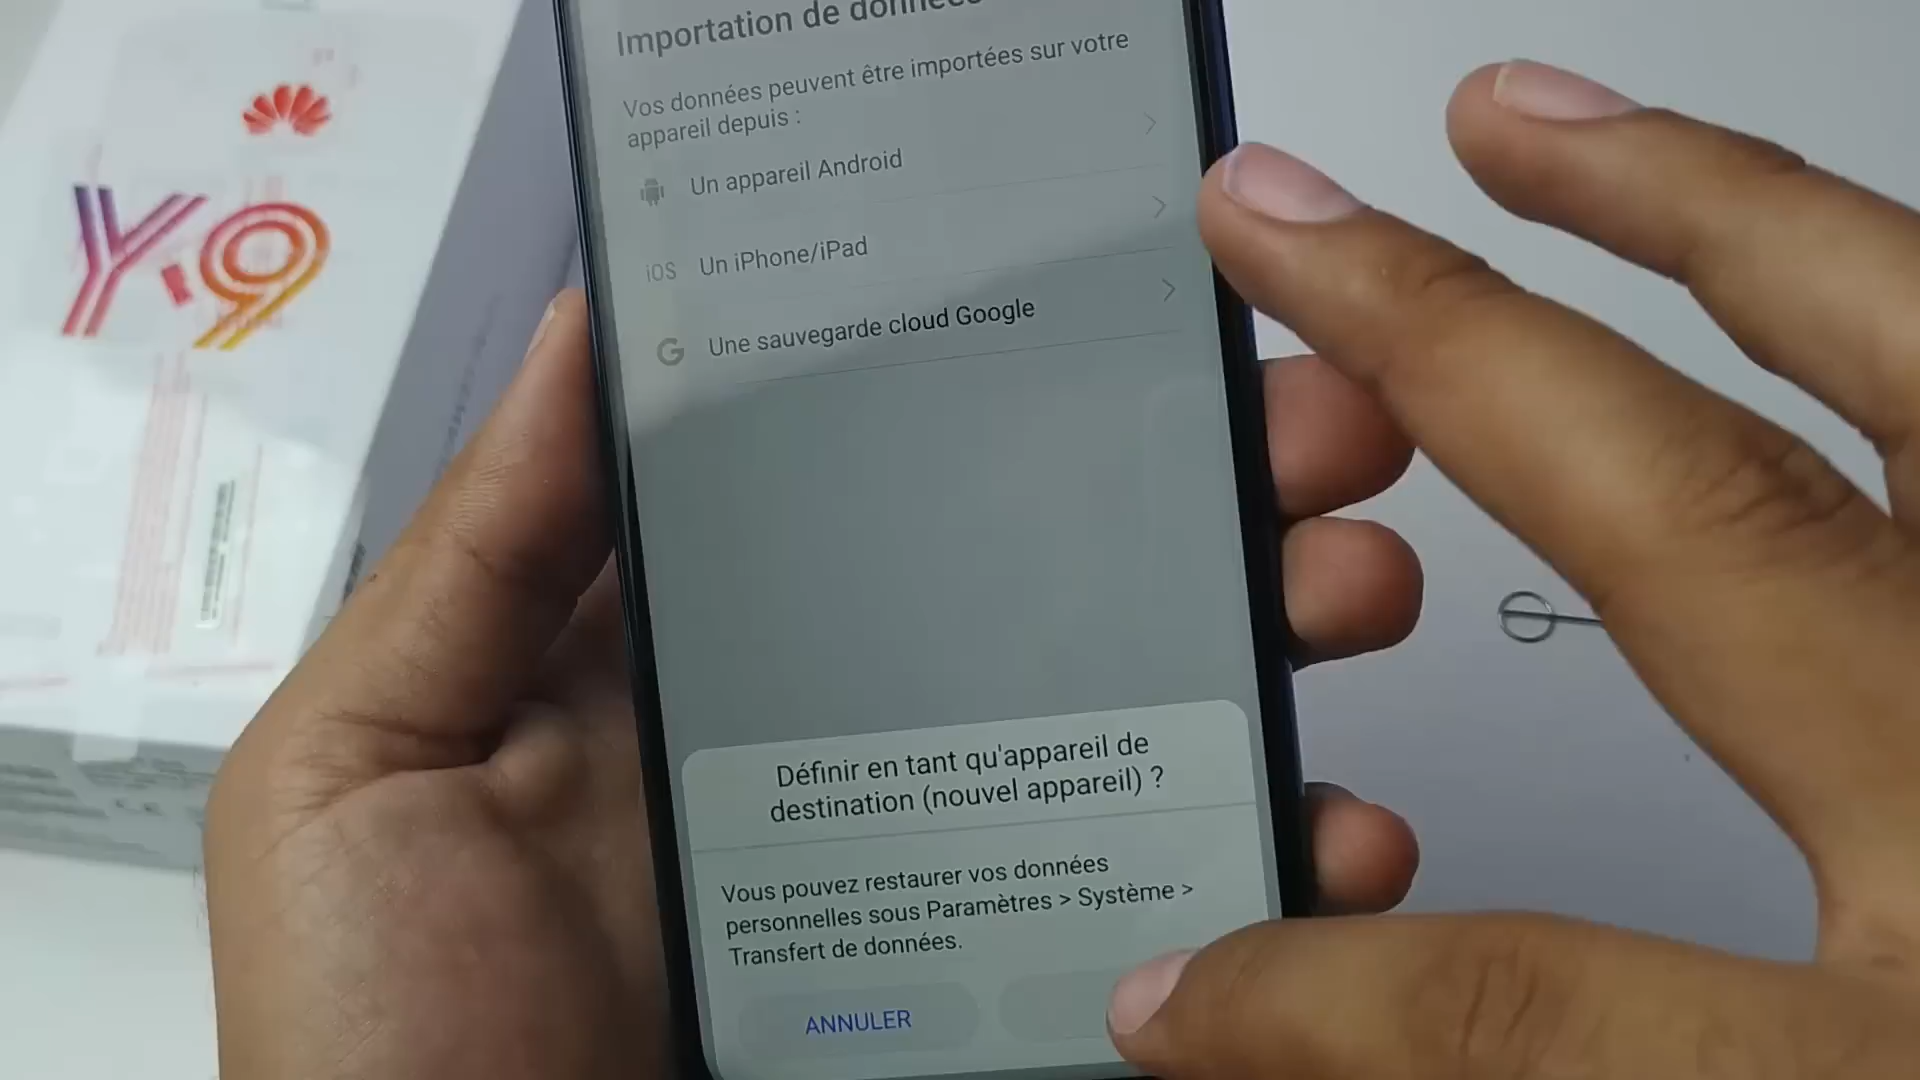 Importation de données
Vos données peuvent être importées sur votre
appareil depuis :
Un appareil Android
iOS Un iPhone/iPad
G Une sauvegarde cloud Google
Définir en tant qu'appareil de
destination (nouvel appareil) ?
Vous pouvez restaurer vos données
personnelles sous Paramètres > Système >
Transfert de données.
ANNULER
Y9